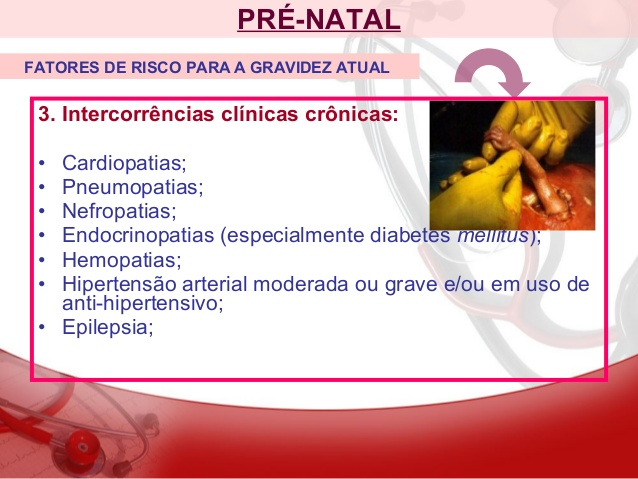 PRÉ-NATAL
FATORES DE RISCO PARA A GRAVIDEZ ATUAL
3. Intercorrências clínicas crônicas:
• Cardiopatias;
• Pneumopatias;
• Nefropatias;
• Endocrinopatias (especialmente diabetes mellitus);
• Hemopatias;
• Hipertensão arterial moderada ou grave e/ou em uso de
anti-hipertensivo;
• Epilepsia;